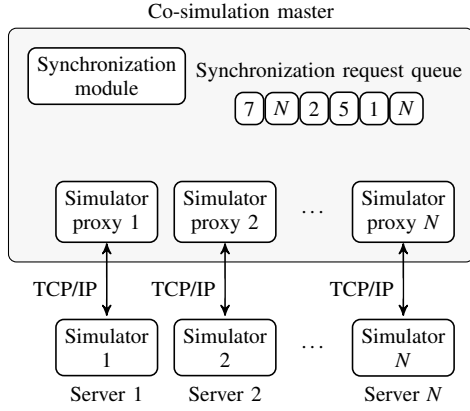 Co-simulation master
Synchronization
module
Synchronization request queue
7 N 2 5 1 N
Simulator
proxy 1
Simulator
proxy 2
...
Simulator
proxy N
TCP/IP
TCP/IP
TCP/IP
Simulator
1
Simulator
2
...
Simulator
N
Server 1
Server 2
Server N